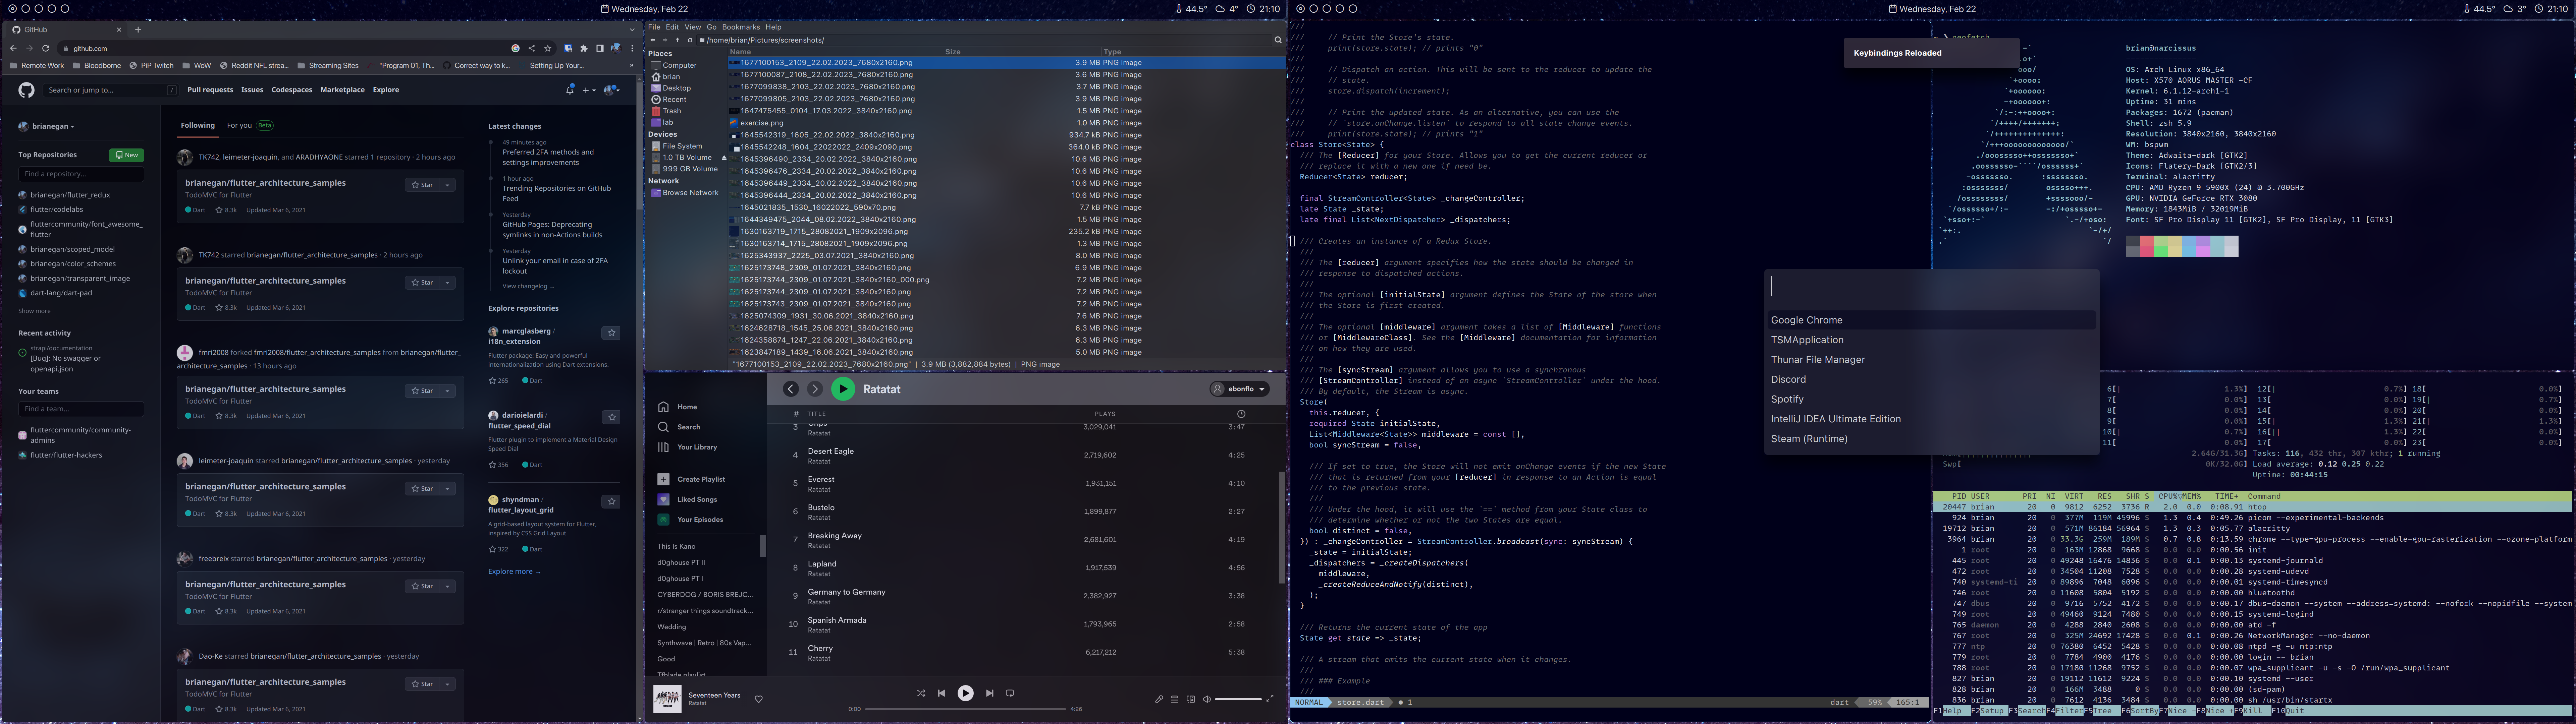 Wednesday, Feb 22
44.5° 4° 21:10
GitHub
github.com
Remote Work Bloodborne PiP Twitch WoW Reddit NFL strea... Streaming Sites "Program 01, Th... Correct way to k... Setting Up Your...
Search or jump to... / Pull requests Issues Codespaces Marketplace Explore
brianegan
Top Repositories New
Find a repository...
brianegan/flutter_redux
flutter/codelabs
fluttercommunity/font_awesome_
flutter
brianegan/scoped_model
brianegan/color_schemes
brianegan/transparent_image
dart-lang/dart-pad
Show more
Recent activity
strapi/documentation
[Bug]: No swagger or
openapi.json
Your teams
Find a team...
fluttercommunity/community-
admins
flutter/flutter-hackers
Following For you Beta
TK742, leimeter-joaquin, and ARADHYAONE starred 1 repository · 2 hours ago
brianegan/flutter_architecture_samples Star
TodoMVC for Flutter
Dart 8.3k Updated Mar 6, 2021
TK742 starred brianegan/flutter_architecture_samples · 2 hours ago
brianegan/flutter_architecture_samples Star
TodoMVC for Flutter
Dart 8.3k Updated Mar 6, 2021
fmri2008 forked fmri2008/flutter_architecture_samples from brianegan/flutter_
architecture_samples · 13 hours ago
brianegan/flutter_architecture_samples Star
TodoMVC for Flutter
Dart 8.3k Updated Mar 6, 2021
leimeter-joaquin starred brianegan/flutter_architecture_samples · yesterday
brianegan/flutter_architecture_samples Star
TodoMVC for Flutter
Dart 8.3k Updated Mar 6, 2021
freebreix starred brianegan/flutter_architecture_samples · yesterday
brianegan/flutter_architecture_samples Star
TodoMVC for Flutter
Dart 8.3k Updated Mar 6, 2021
Dao-Ke starred brianegan/flutter_architecture_samples · yesterday
brianegan/flutter_architecture_samples Star
TodoMVC for Flutter
Dart 8.3k Updated Mar 6, 2021
Latest changes
49 minutes ago
Preferred 2FA methods and
settings improvements
1 hour ago
Trending Repositories on GitHub
Feed
Yesterday
GitHub Pages: Deprecating
symlinks in non-Actions builds
Yesterday
Unlink your email in case of 2FA
lockout
View changelog →
Explore repositories
marcglasberg /
i18n_extension
Flutter package: Easy and powerful
internationalization using Dart extensions.
265 Dart
darioielardi /
flutter_speed_dial
Flutter plugin to implement a Material Design
Speed Dial
356 Dart
shyndman /
flutter_layout_grid
A grid-based layout system for Flutter,
inspired by CSS Grid Layout
322 Dart
Explore more →
File Edit View Go Bookmarks Help
/home/brian/Pictures/screenshots/
Places
Computer
brian
Desktop
Recent
Trash
lab
Devices
File System
1.0 TB Volume
999 GB Volume
Network
Browse Network
Name Size Type
1677100153_2109_22.02.2023_7680x2160.png 3.9 MB PNG image
1677100087_2108_22.02.2023_7680x2160.png 3.6 MB PNG image
1677099838_2103_22.02.2023_7680x2160.png 3.7 MB PNG image
1677099805_2103_22.02.2023_7680x2160.png 3.9 MB PNG image
1647475455_0104_17.03.2022_3840x2160.png 1.5 MB PNG image
exercise.png 1.0 MB PNG image
1645542319_1605_22.02.2022_3840x2160.png 934.7 kB PNG image
1645542248_1604_22022022_2409x2090.png 364.0 kB PNG image
1645396490_2334_20.02.2022_3840x2160.png 10.6 MB PNG image
1645396476_2334_20.02.2022_3840x2160.png 10.6 MB PNG image
1645396449_2334_20.02.2022_3840x2160.png 10.6 MB PNG image
1645396444_2334_20.02.2022_3840x2160.png 10.6 MB PNG image
1645021835_1530_16022022_590x70.png 7.7 kB PNG image
1644349475_2044_08.02.2022_3840x2160.png 1.5 MB PNG image
1630163719_1715_28082021_1909x2096.png 235.2 kB PNG image
1630163714_1715_28082021_1909x2096.png 1.3 MB PNG image
1625343937_2225_03.07.2021_3840x2160.png 8.0 MB PNG image
1625173748_2309_01.07.2021_3840x2160.png 6.9 MB PNG image
1625173744_2309_01.07.2021_3840x2160_000.png 7.2 MB PNG image
1625173744_2309_01.07.2021_3840x2160.png 7.2 MB PNG image
1625173743_2309_01.07.2021_3840x2160.png 7.2 MB PNG image
1625074309_1931_30.06.2021_3840x2160.png 7.6 MB PNG image
1624628718_1545_25.06.2021_3840x2160.png 6.3 MB PNG image
1624358874_1247_22.06.2021_3840x2160.png 6.3 MB PNG image
1623847189_1439_16.06.2021_3840x2160.png 5.0 MB PNG image
"1677100153_2109_22.02.2023_7680x2160.png" | 3.9 MB (3,882,884 bytes) | PNG image
Ratatat ebonflo
Home
Search
Your Library
Create Playlist
Liked Songs
Your Episodes
This Is Kano
d0ghouse PT II
d0ghouse PT I
CYBERDOG / BORIS BREJC...
r/stranger things soundtrack...
Wedding
Synthwave | Retro | 80s Vap...
Good
# TITLE PLAYS
3 Grips 3,029,041 3:47
Ratatat
4 Desert Eagle 2,719,602 4:25
Ratatat
5 Everest 1,931,151 4:10
Ratatat
6 Bustelo 1,899,877 2:27
Ratatat
7 Breaking Away 2,681,601 4:19
Ratatat
8 Lapland 1,917,539 4:56
Ratatat
9 Germany to Germany 2,382,927 3:38
Ratatat
10 Spanish Armada 1,793,965 2:58
Ratatat
11 Cherry 6,217,212 5:38
Ratatat
Seventeen Years
Ratatat
0:00 4:26
Wednesday, Feb 22
44.5° 3° 21:10
///
/// // Print the Store's state.
/// print(store.state); // prints "0"
///
/// // Dispatch an action. This will be sent to the reducer to update the
/// // state.
/// store.dispatch(increment);
///
/// // Print the updated state. As an alternative, you can use the
/// // `store.onChange.listen` to respond to all state change events.
/// print(store.state); // prints "1"
class Store<State> {
/// The [Reducer] for your Store. Allows you to get the current reducer or
/// replace it with a new one if need be.
Reducer<State> reducer;
final StreamController<State> _changeController;
late State _state;
late final List<NextDispatcher> _dispatchers;
/// Creates an instance of a Redux Store.
///
/// The [reducer] argument specifies how the state should be changed in
/// response to dispatched actions.
///
/// The optional [initialState] argument defines the State of the store when
/// the Store is first created.
///
/// The optional [middleware] argument takes a list of [Middleware] functions
/// or [MiddlewareClass]. See the [Middleware] documentation for information
/// on how they are used.
///
/// The [syncStream] argument allows you to use a synchronous
/// [StreamController] instead of an async `StreamController` under the hood.
/// By default, the Stream is async.
Store(
this.reducer, {
required State initialState,
List<Middleware<State>> middleware = const [],
bool syncStream = false,
/// If set to true, the Store will not emit onChange events if the new State
/// that is returned from your [reducer] in response to an Action is equal
/// to the previous state.
///
/// Under the hood, it will use the `==` method from your State class to
/// determine whether or not the two States are equal.
bool distinct = false,
}) : _changeController = StreamController.broadcast(sync: syncStream) {
_state = initialState;
_dispatchers = _createDispatchers(
middleware,
_createReduceAndNotify(distinct),
);
}
/// Returns the current state of the app
State get state => _state;
/// A stream that emits the current state when it changes.
///
/// ### Example
///
NORMAL store.dart ● 1 dart 59% 165:1
Keybindings Reloaded
neofetch
brian@narcissus
OS: Arch Linux x86_64
Host: X570 AORUS MASTER -CF
Kernel: 6.1.12-arch1-1
Uptime: 31 mins
Packages: 1672 (pacman)
Shell: zsh 5.9
Resolution: 3840x2160, 3840x2160
WM: bspwm
Theme: Adwaita-dark [GTK2]
Icons: Flatery-Dark [GTK2/3]
Terminal: alacritty
CPU: AMD Ryzen 9 5900X (24) @ 3.700GHz
GPU: NVIDIA GeForce RTX 3080
Memory: 1843MiB / 32019MiB
Font: SF Pro Display 11 [GTK2], SF Pro Display, 11 [GTK3]
Google Chrome
TSMApplication
Thunar File Manager
Discord
Spotify
IntelliJ IDEA Ultimate Edition
Steam (Runtime)
6[ 1.3%] 12[ 0.7%] 18[ 0.0%]
7[ 0.0%] 13[ 0.0%] 19[ 0.7%]
8[ 0.0%] 14[ 0.0%] 20[ 0.0%]
9[ 0.0%] 15[ 1.3%] 21[ 1.3%]
10[ 0.7%] 16[ 1.3%] 22[ 0.0%]
11[ 0.0%] 17[ 0.0%] 23[ 0.0%]
2.64G/31.3G] Tasks: 116, 432 thr, 307 kthr; 1 running
Swp[ 0K/32.0G] Load average: 0.12 0.25 0.22
Uptime: 00:44:15
PID USER PRI NI VIRT RES SHR S CPU% MEM% TIME+ Command
20447 brian 20 0 9812 6252 3736 R 2.0 0.0 0:08.91 htop
924 brian 20 0 377M 119M 45996 S 1.3 0.4 0:49.26 picom --experimental-backends
19712 brian 20 0 571M 86184 56964 S 1.3 0.3 0:05.77 alacritty
3964 brian 20 0 33.3G 259M 189M S 0.7 0.8 0:13.59 chrome --type=gpu-process --enable-gpu-rasterization --ozone-platform
1 root 20 0 163M 12868 9668 S 0.0 0.0 0:00.56 init
445 root 20 0 49248 16476 14836 S 0.0 0.1 0:00.13 systemd-journald
472 root 20 0 34504 11208 7528 S 0.0 0.0 0:00.28 systemd-udevd
740 systemd-ti 20 0 89896 7048 6096 S 0.0 0.0 0:00.01 systemd-timesyncd
746 root 20 0 11608 5804 5192 S 0.0 0.0 0:00.00 bluetoothd
747 dbus 20 0 9716 5752 4172 S 0.0 0.0 0:00.17 dbus-daemon --system --address=systemd: --nofork --nopidfile --system
749 root 20 0 49460 9124 7480 S 0.0 0.0 0:00.15 systemd-logind
765 daemon 20 0 4288 2840 2608 S 0.0 0.0 0:00.00 atd -f
767 root 20 0 325M 24692 17428 S 0.0 0.1 0:00.26 NetworkManager --no-daemon
777 ntp 20 0 76380 6452 5428 S 0.0 0.0 0:00.08 ntpd -g -u ntp:ntp
779 root 20 0 7784 4900 4176 S 0.0 0.0 0:00.00 login -- brian
788 root 20 0 17180 11268 9752 S 0.0 0.0 0:00.07 wpa_supplicant -u -s -O /run/wpa_supplicant
827 brian 20 0 19112 11612 9224 S 0.0 0.0 0:00.10 systemd --user
828 brian 20 0 166M 3488 0 S 0.0 0.0 0:00.00 (sd-pam)
836 brian 20 0 7612 4136 3484 S 0.0 0.0 0:00.00 sh /usr/bin/startx
F1Help F2Setup F3Search F4Filter F5Tree F6SortBy F7Nice - F8Nice + F9Kill F10Quit